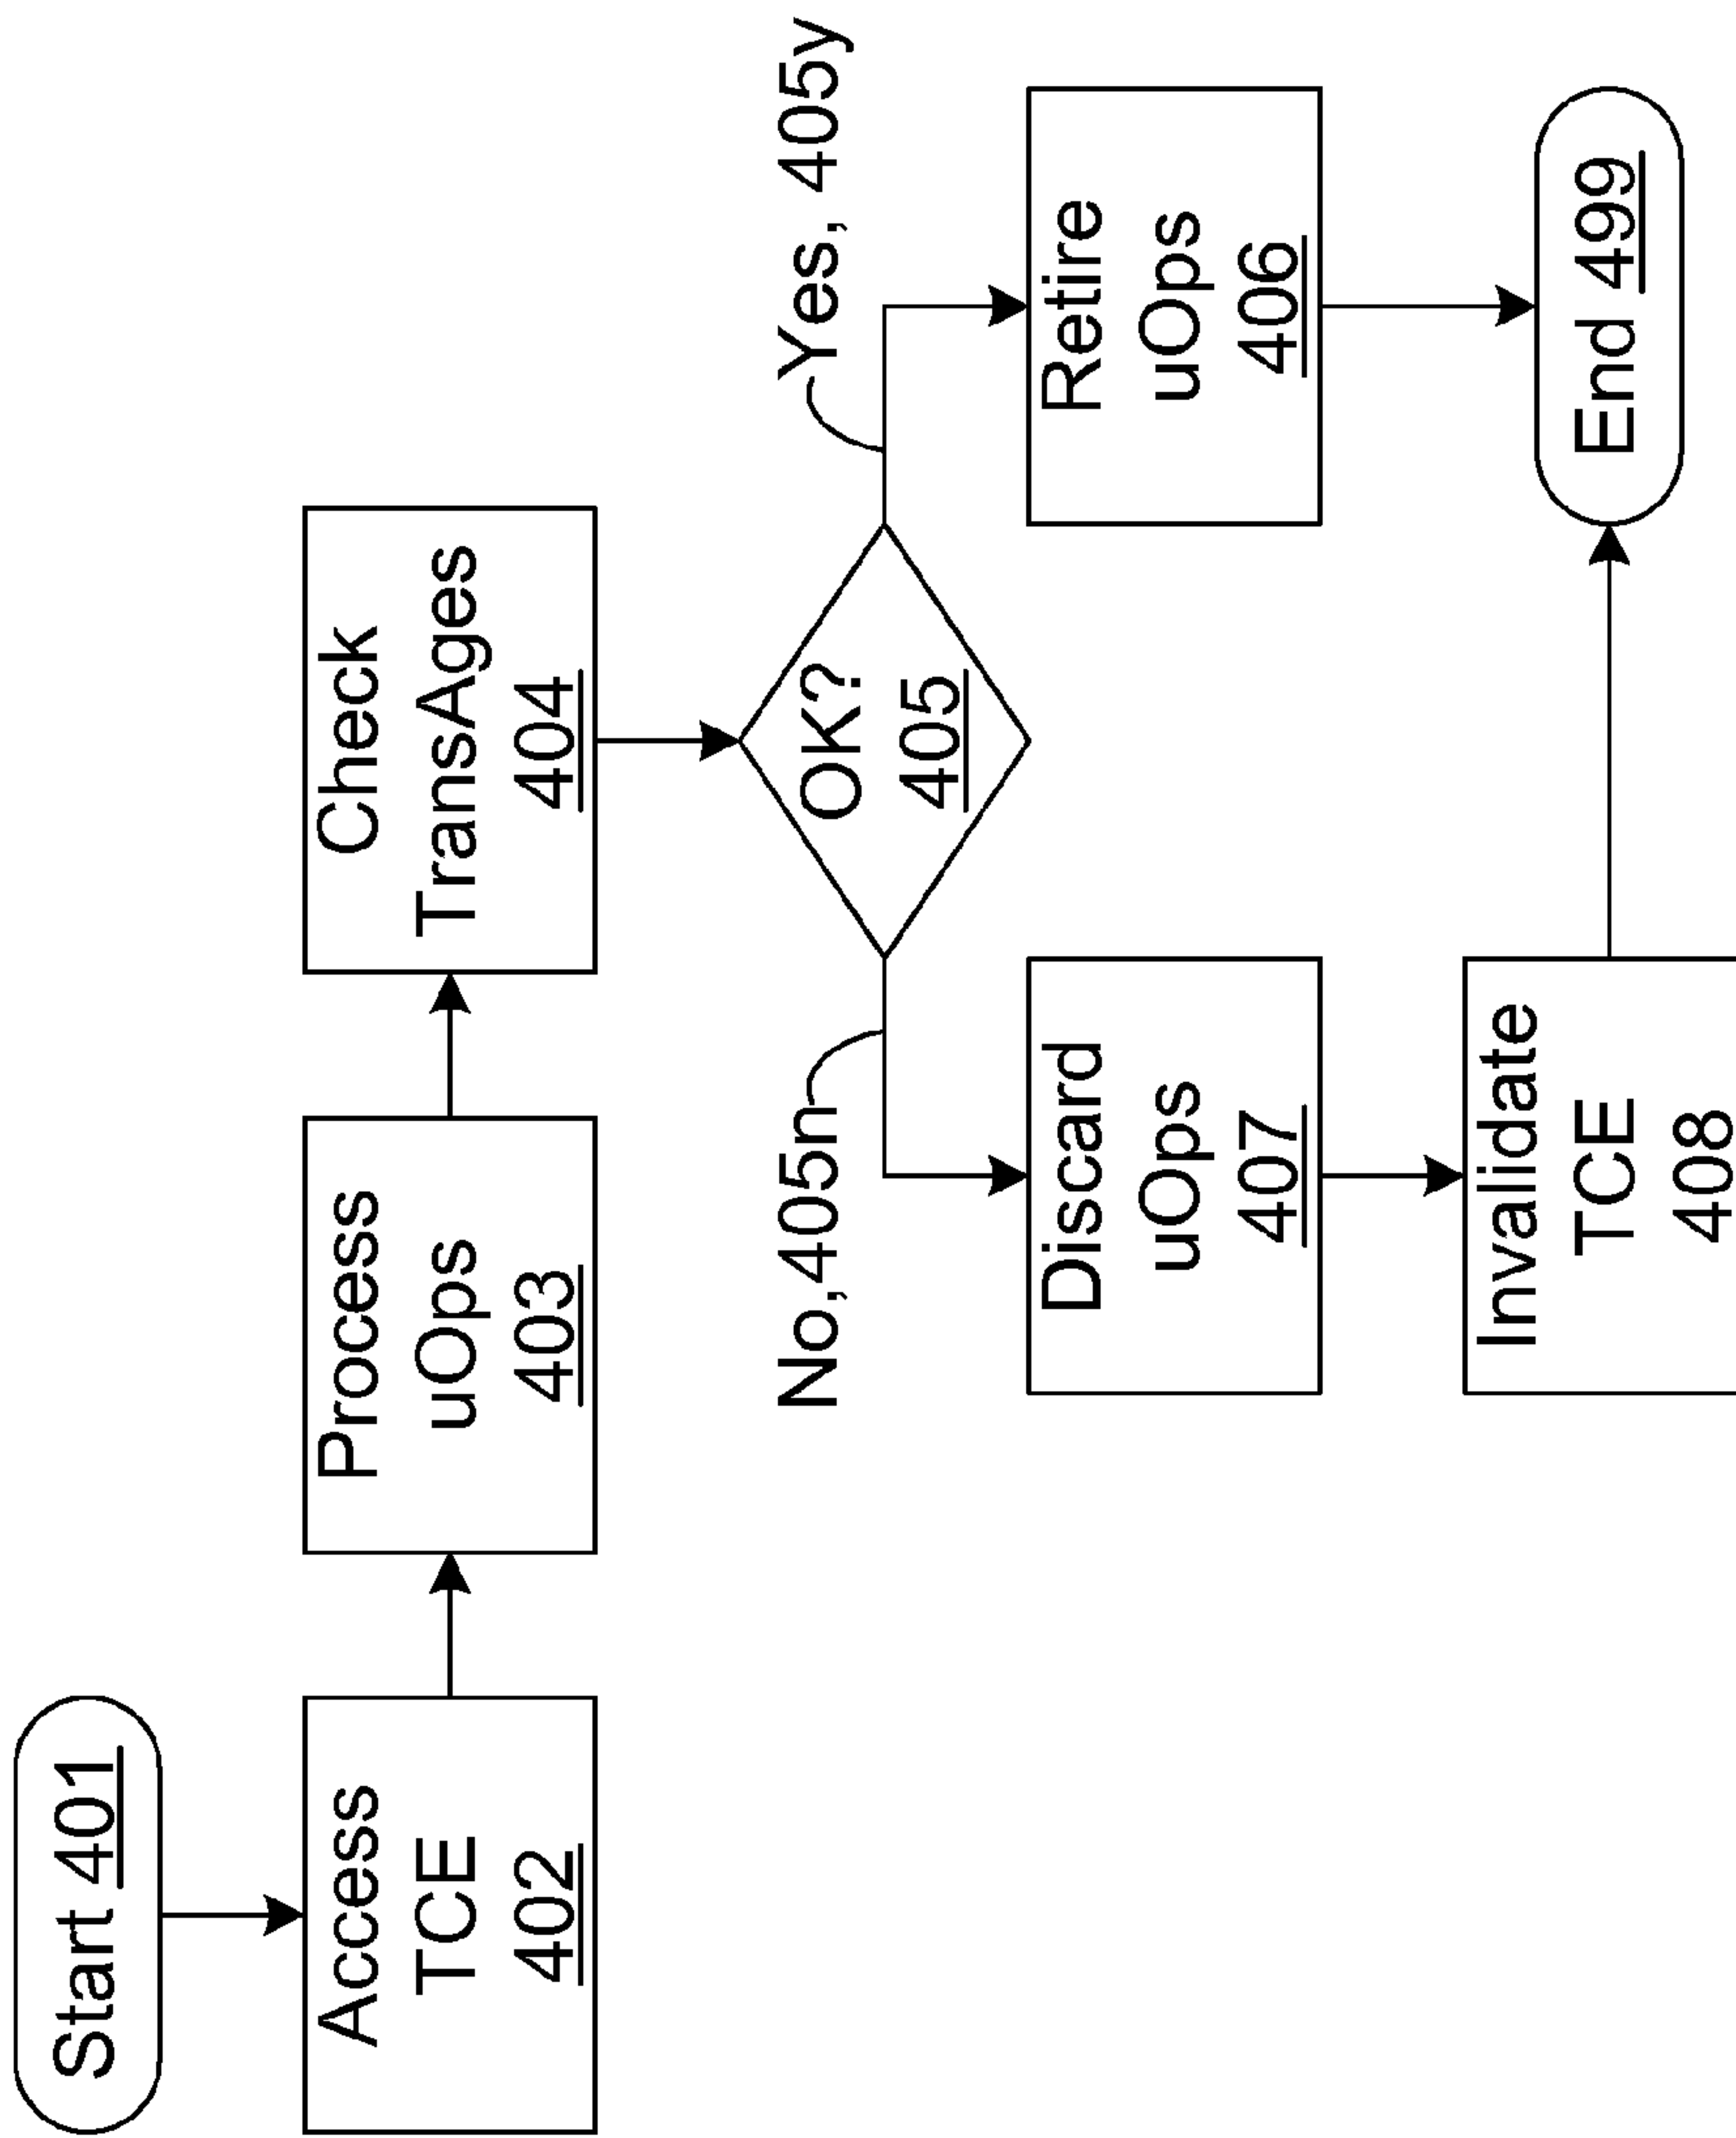 Start 401
Access
TCE
402
Process
uOps
403
Check
TransAges
404
OK?
405
No,405n
Yes, 405y
Discard
uOps
407
Retire
uOps
406
Invalidate
TCE
408
End 499